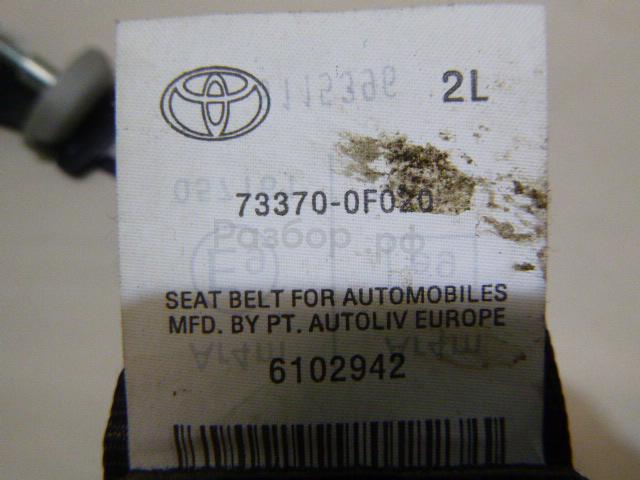 2L
73370-0F020
Разбор.рф
SEAT BELT FOR AUTOMOBILES
MFD. BY PT. AUTOLIV EUROPE
6102942